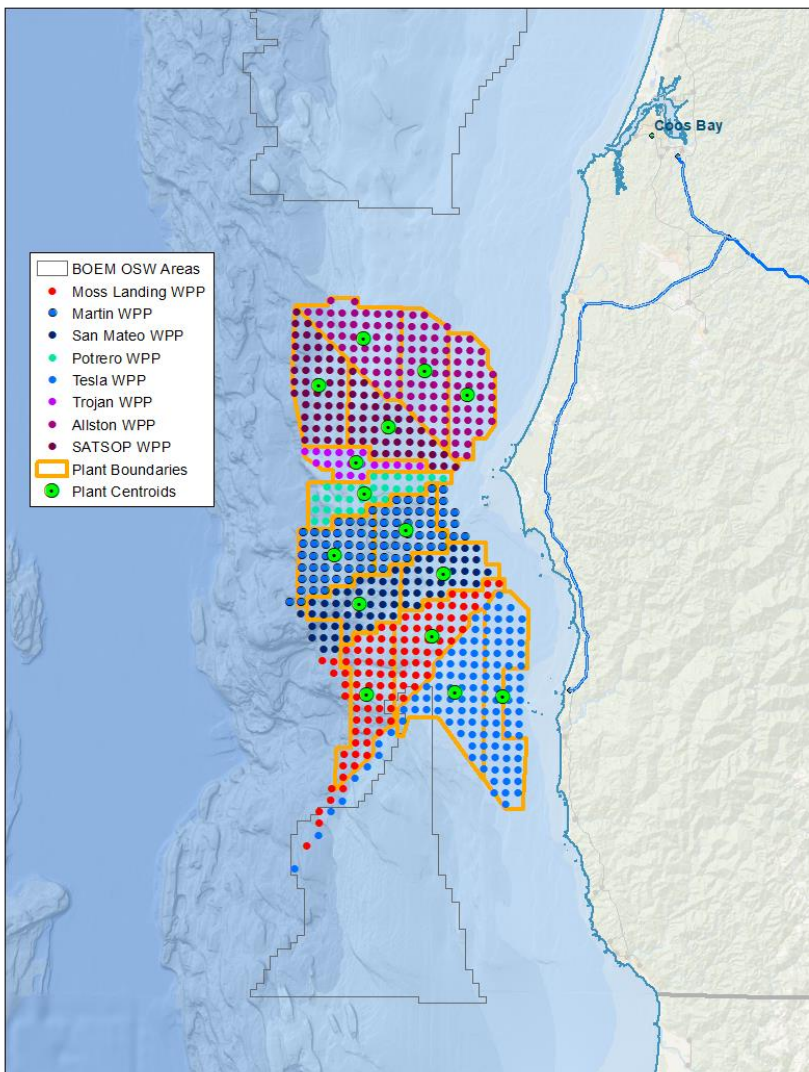 Coos Bay
BOEM OSW Areas
Moss Landing WPP
Martin WPP
San Mateo WPP
Potrero WPP
Tesla WPP
Trojan WPP
Allston WPP
SATSOP WPP
Plant Boundaries
Plant Centroids